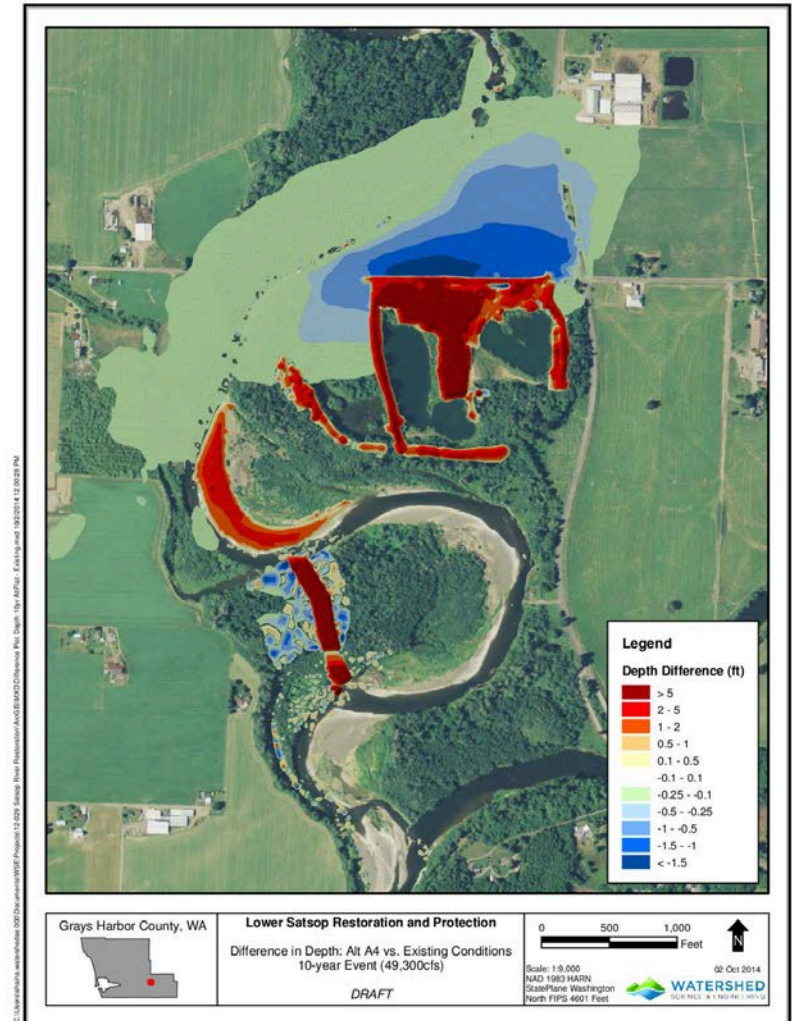 Legend
Depth Difference (ft)
> 5
2 - 5
1 - 2
0.5 - 1
0.1 - 0.5
-0.1 - 0.1
-0.25 - -0.1
-0.5 - -0.25
-1 - -0.5
-1.5 - -1
< -1.5
Grays Harbor County, WA
Lower Satsop Restoration and Protection
Difference in Depth: Alt A4 vs. Existing Conditions
10-year Event (49,300cfs)
DRAFT
0 500 1,000
Feet
N
Scale: 1:9,000
NAD 1983 HARN
StatePlane Washington
North FIPS 4601 Feet
02 Oct 2014
WATERSHED
SCIENCE & ENGINEERING